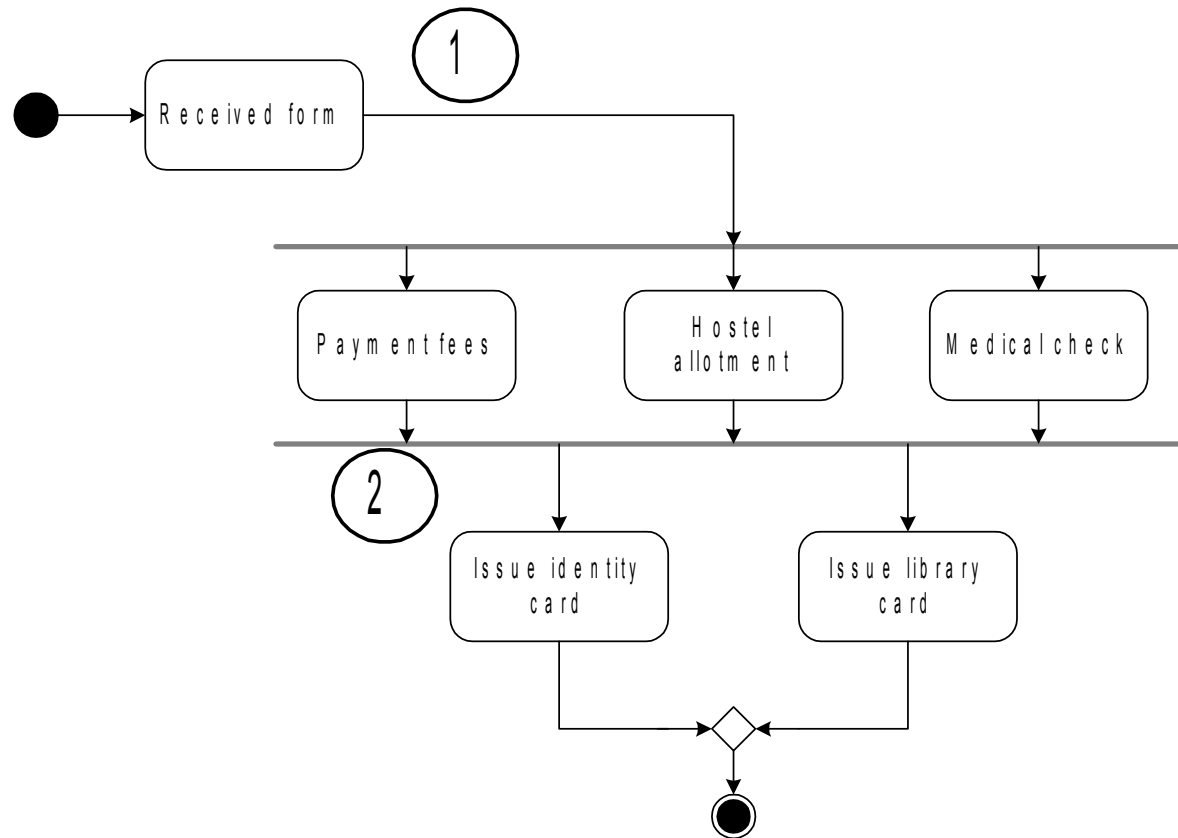 1
Received form
Payment fees
Hostel
allotment
Medical check
2
Issue identity
card
Issue library
card